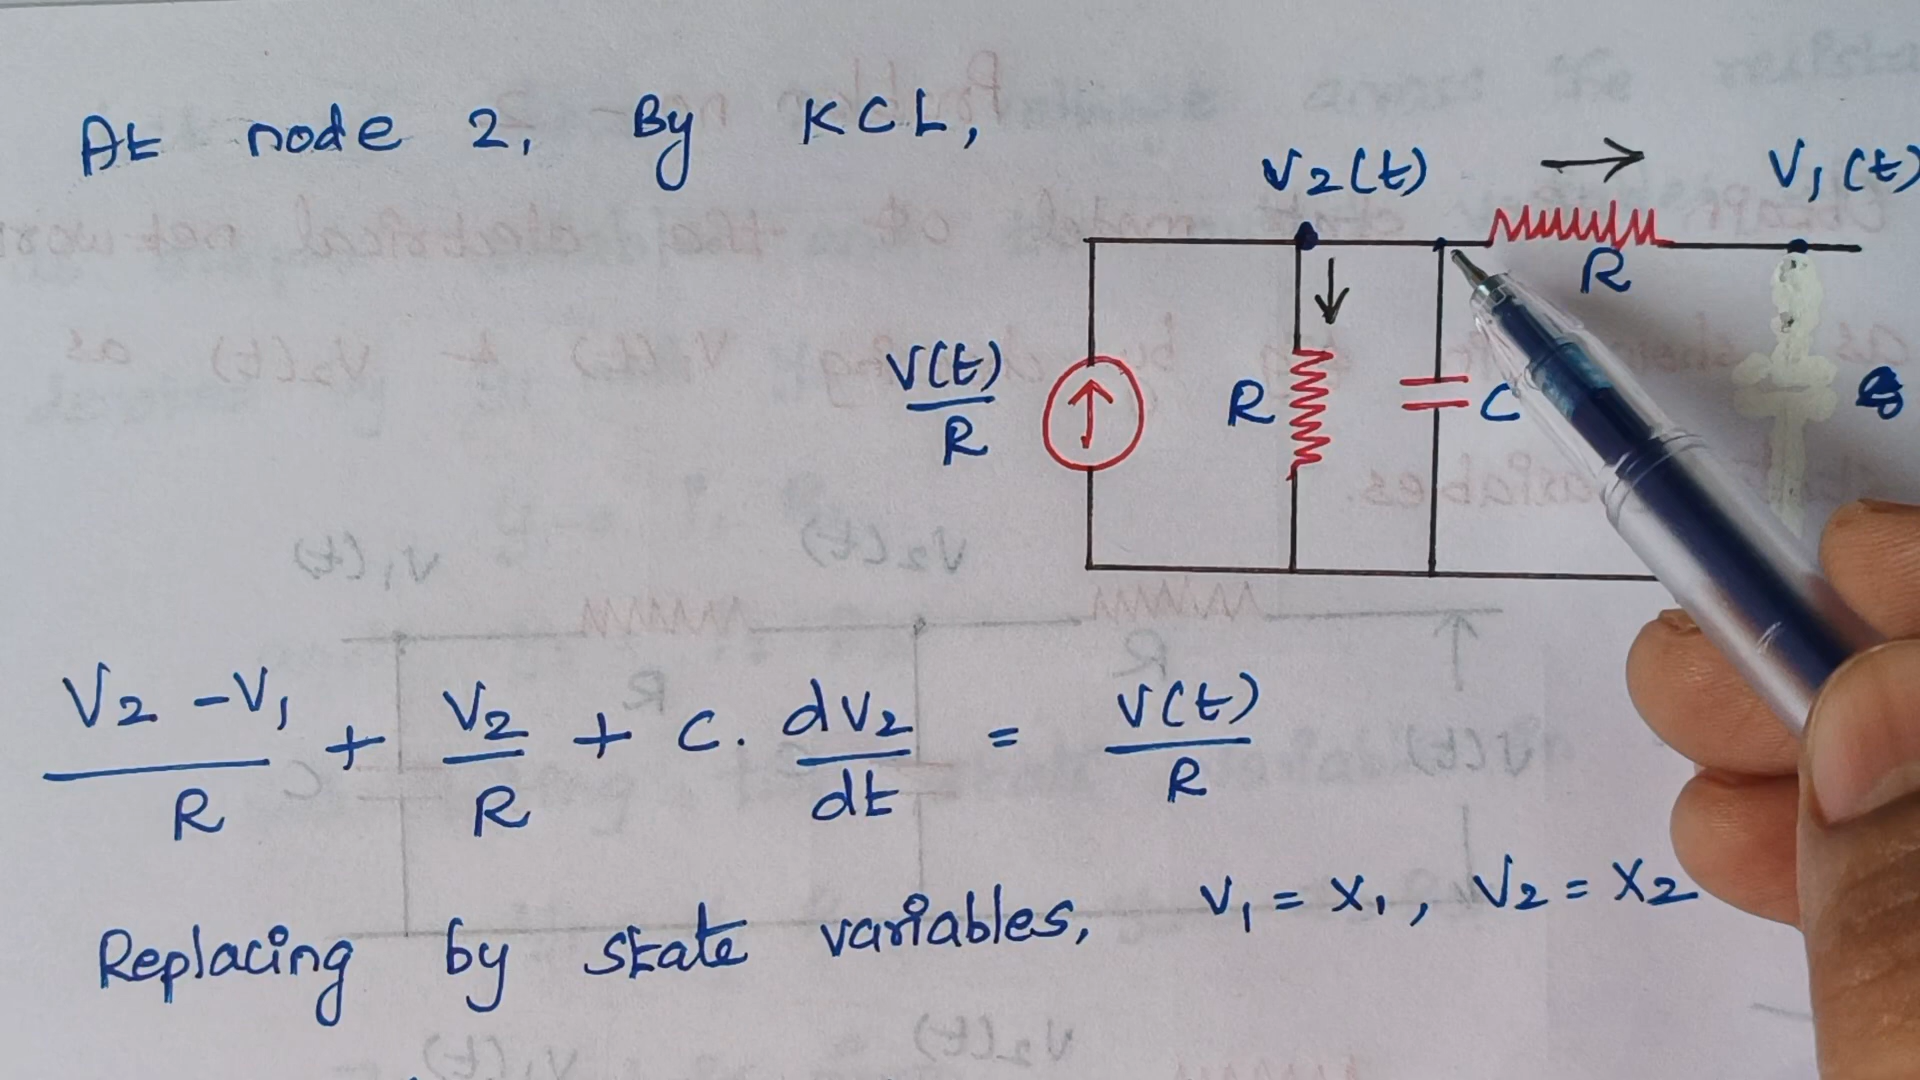 At node 2, By KCL,
V2(t) V1(t)
R
V(t)/R R C
(V2 - V1)/R + V2/R + C. dV2/dt = V(t)/R
Replacing by state variables, V1 = X1, V2 = X2